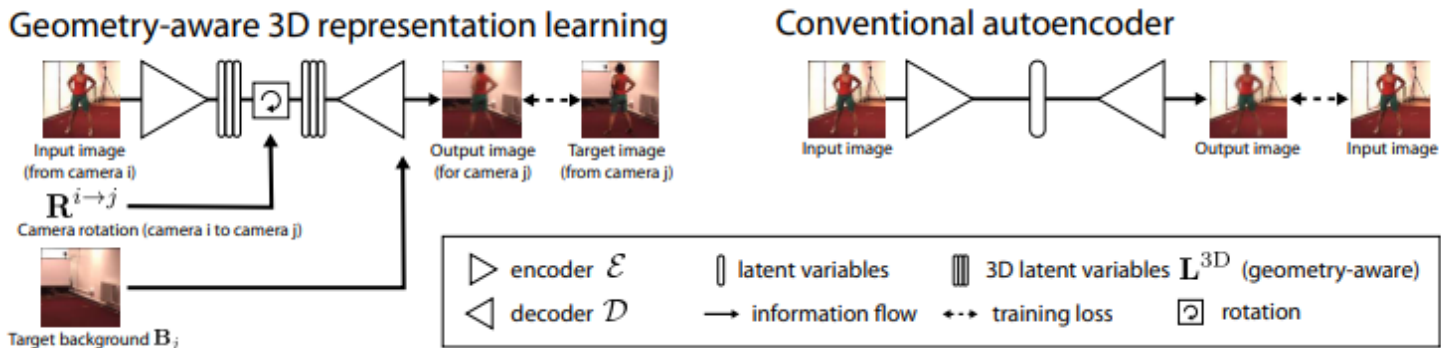 Geometry-aware 3D representation learning
Input image
(from camera i)
Output image
(for camera j)
Target image
(from camera j)
R^{i→j}
Camera rotation (camera i to camera j)
Target background B_j
Conventional autoencoder
Input image
Output image
Input image
encoder ℰ
latent variables
3D latent variables L^{3D} (geometry-aware)
decoder 𝒟
information flow
training loss
rotation